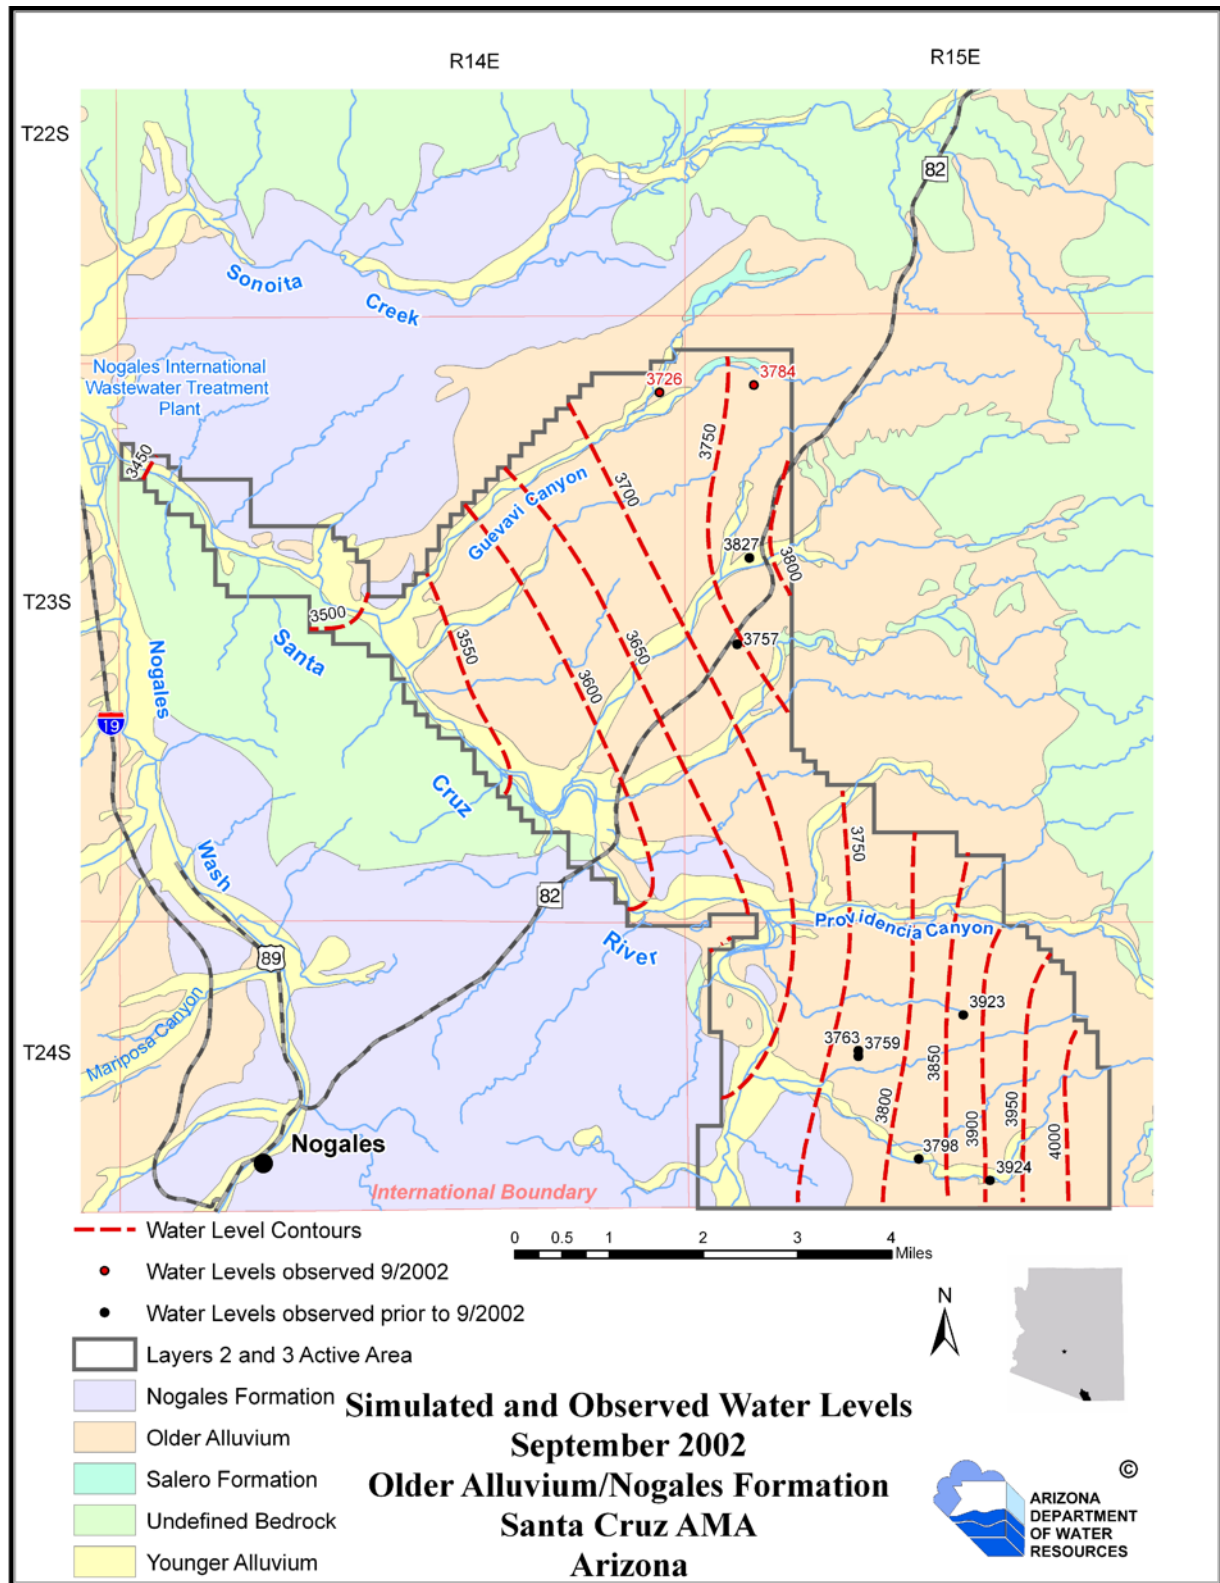 R14E
R15E
T22S
82
Sonoita
Creek
Nogales International
Wastewater Treatment
Plant
3726
3784
3450
3750
3700
Guevavi Canyon
3827
3800
T23S
3500
Santa
3550
3650
3757
3600
Nogales
19
Cruz
3750
Wash
82
Providencia Canyon
River
89
Mariposa Canyon
3923
T24S
3763
3759
3850
3800
3950
3900
4000
3798
3924
Nogales
International Boundary
Water Level Contours
0 0.5 1 2 3 4
Miles
Water Levels observed 9/2002
Water Levels observed prior to 9/2002
N
Layers 2 and 3 Active Area
Nogales Formation
Older Alluvium
Salero Formation
Undefined Bedrock
Younger Alluvium
Simulated and Observed Water Levels
September 2002
Older Alluvium/Nogales Formation
Santa Cruz AMA
Arizona
©
ARIZONA
DEPARTMENT
OF WATER
RESOURCES